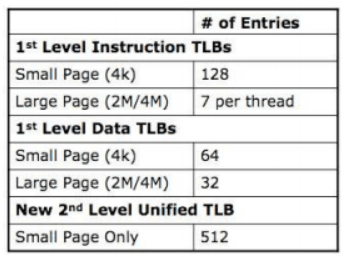 # of Entries
1st Level Instruction TLBs
Small Page (4k) 128
Large Page (2M/4M) 7 per thread
1st Level Data TLBs
Small Page (4k) 64
Large Page (2M/4M) 32
New 2nd Level Unified TLB
Small Page Only 512